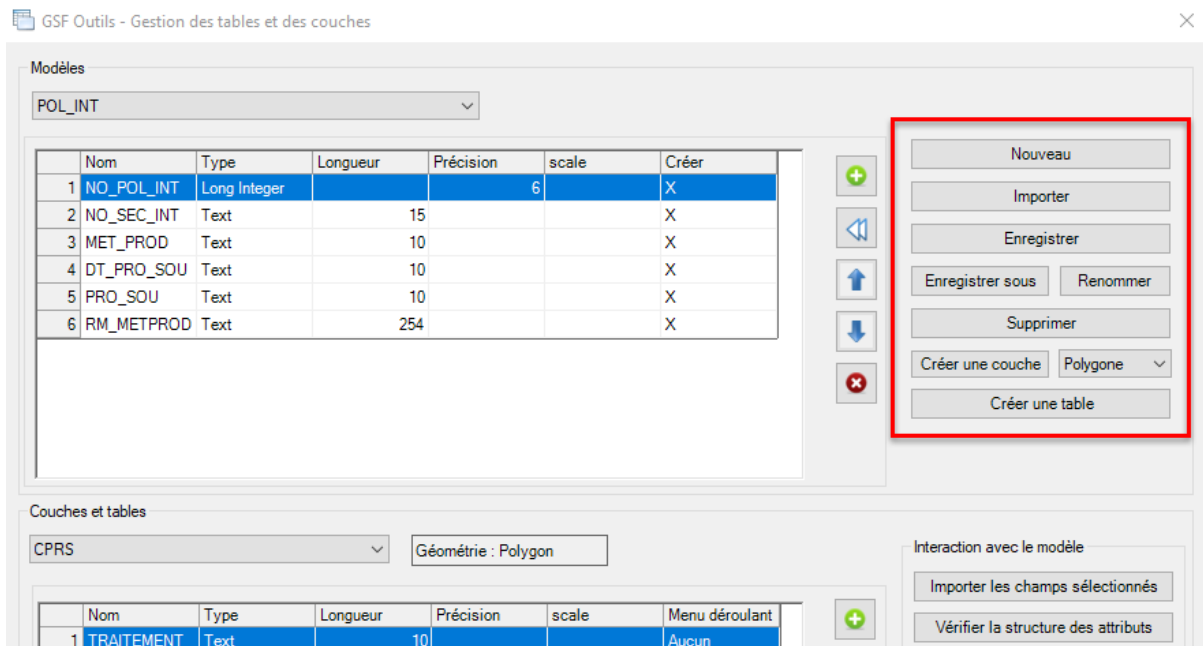 GSF Outils - Gestion des tables et des couches
Modèles
POL_INT
Nom Type Longueur Précision scale Créer
1 NO_POL_INT Long Integer 6 X
2 NO_SEC_INT Text 15 X
3 MET_PROD Text 10 X
4 DT_PRO_SOU Text 10 X
5 PRO_SOU Text 10 X
6 RM_METPROD Text 254 X
Nouveau
Importer
Enregistrer
Enregistrer sous Renommer
Supprimer
Créer une couche Polygone
Créer une table
Couches et tables
CPRS Géométrie : Polygon
Nom Type Longueur Précision scale Menu déroulant
1 TRAITEMENT Text 10 Aucun
Interaction avec le modèle
Importer les champs sélectionnés
Vérifier la structure des attributs